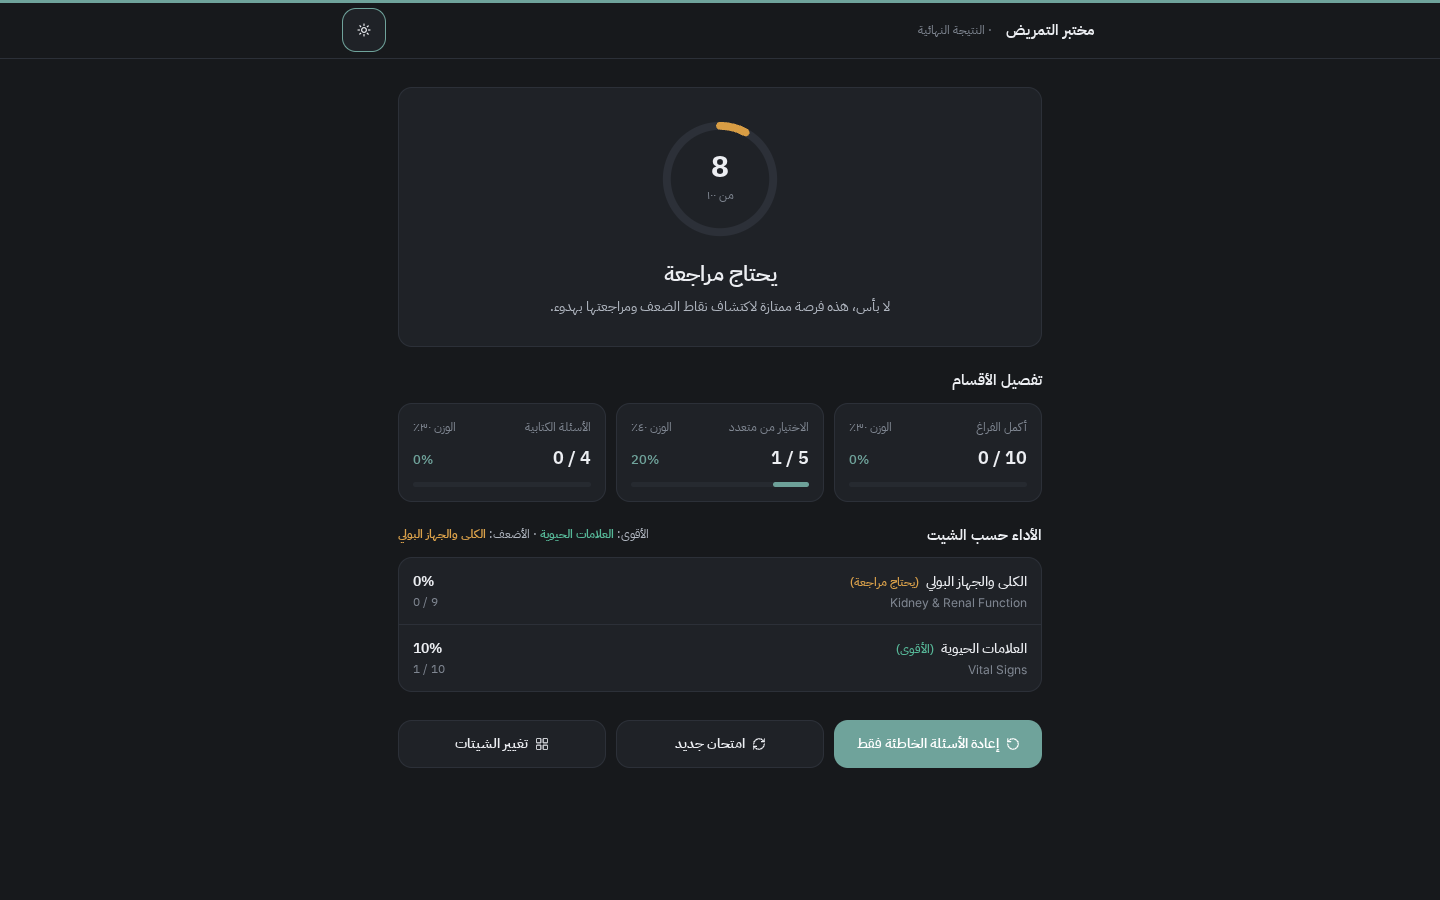 مختبر التمريض · النتيجة النهائية
8
من ١٠٠
يحتاج مراجعة
لا بأس، هذه فرصة ممتازة لاكتشاف نقاط الضعف ومراجعتها بهدوء.
تفصيل الأقسام
أكمل الفراغ الوزن ٣٠٪
0 / 10 0%
الاختيار من متعدد الوزن ٤٠٪
1 / 5 20%
الأسئلة الكتابية الوزن ٣٠٪
0 / 4 0%
الأداء حسب الشيت
الأقوى: العلامات الحيوية · الأضعف: الكلى والجهاز البولي
الكلى والجهاز البولي (يحتاج مراجعة) 0%
Kidney & Renal Function 0 / 9
العلامات الحيوية (الأقوى) 10%
Vital Signs 1 / 10
إعادة الأسئلة الخاطئة فقط
امتحان جديد
تغيير الشيتات